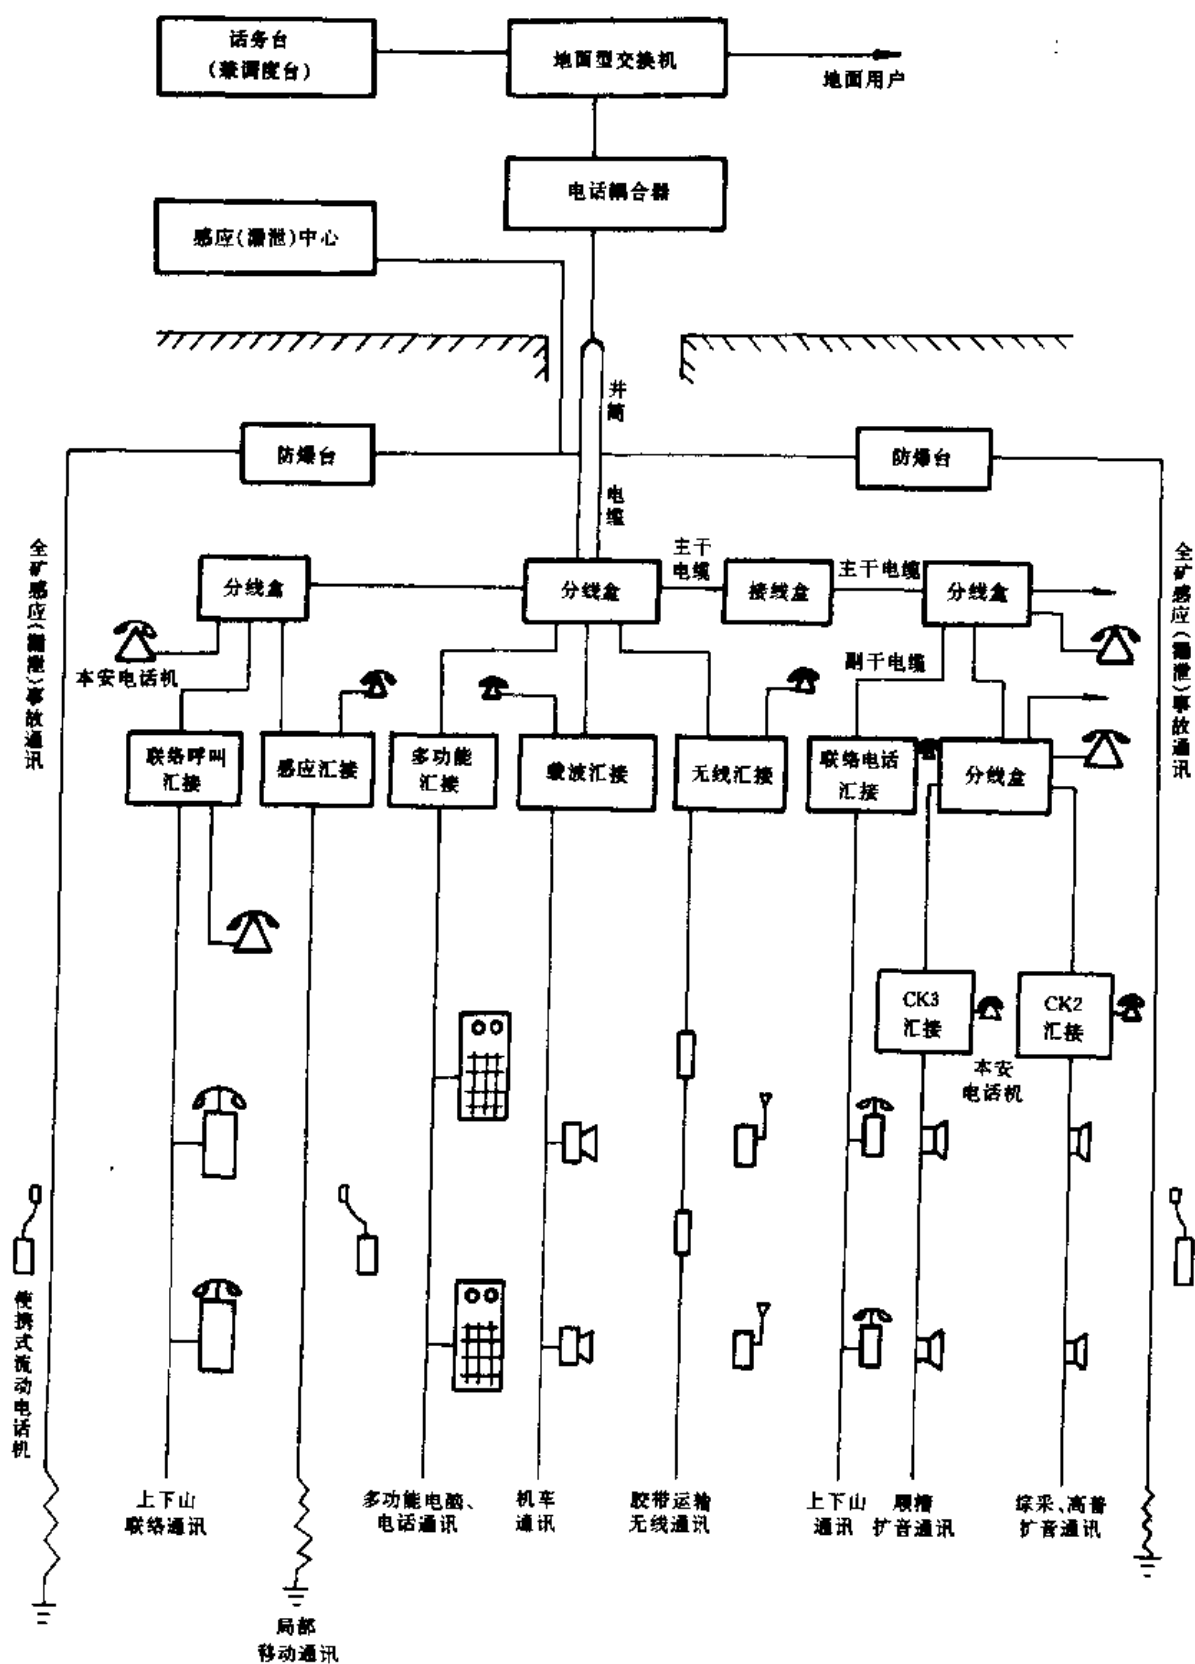 话务台
(兼调度台)
地面型交换机
地面用户
电话耦合器
感应(漏泄)中心
井筒
电缆
防爆台
防爆台
全矿感应(漏泄)事故通讯
全矿感应(漏泄)事故通讯
分线盒
分线盒
主干
电缆
接线盒
主干电缆
分线盒
本安电话机
副干电缆
联络呼叫
汇接
感应汇接
多功能
汇接
载波汇接
无线汇接
联络电话
汇接
分线盒
CK3
汇接
CK2
汇接
本安
电话机
便携式流动电话机
上下山
联络通讯
多功能电脑、
电话通讯
机车
通讯
胶带运输
无线通讯
上下山
通讯
顺槽
扩音通讯
综采、高普
扩音通讯
局部
移动通讯